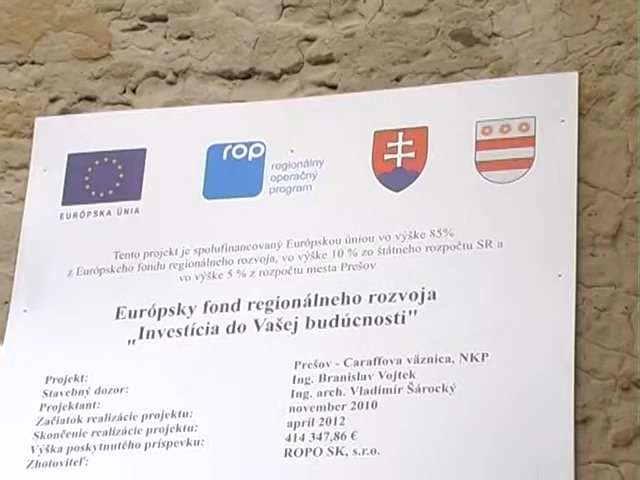 EURÓPSKA ÚNIA
rop
regionálny
operačný
program
Tento projekt je spolufinancovaný Európskou úniou vo výške 85%
z Európskeho fondu regionálneho rozvoja, vo výške 10 % zo štátneho rozpočtu SR a
vo výške 5 % z rozpočtu mesta Prešov
Európsky fond regionálneho rozvoja
„Investícia do Vašej budúcnosti"
Projekt: Prešov - Caraffova väznica, NKP
Stavebný dozor: Ing. Branislav Vojtek
Projektant: Ing. arch. Vladimír Šárocký
Začiatok realizácie projektu: november 2010
Skončenie realizácie projektu: apríl 2012
Výška poskytnutého príspevku: 414 347,86 €
Zhotoviteľ: ROPO SK, s.r.o.